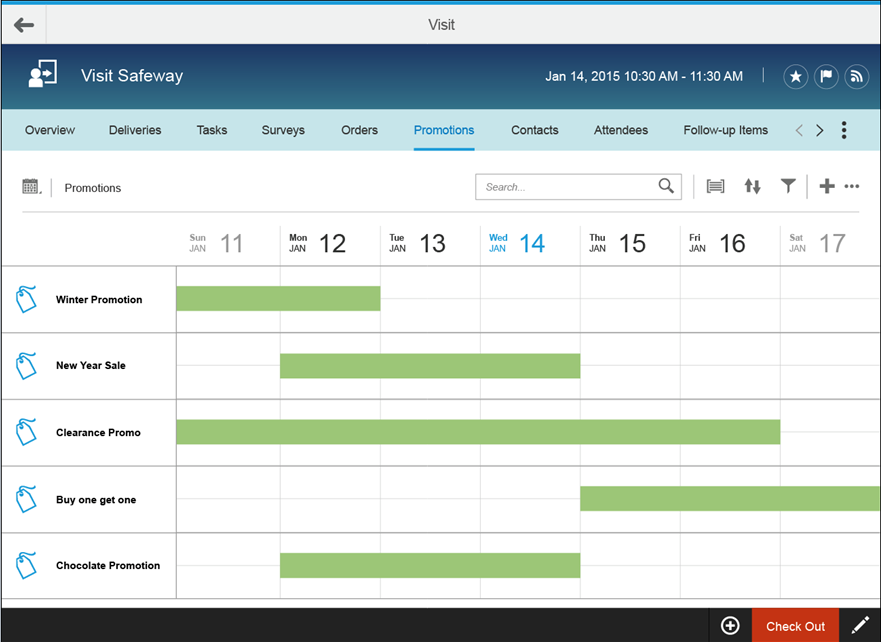 Visit
Visit Safeway
Jan 14, 2015 10:30 AM - 11:30 AM
Overview Deliveries Tasks Surveys Orders Promotions Contacts Attendees Follow-up Items
Promotions
Search...
Sun JAN 11 Mon JAN 12 Tue JAN 13 Wed JAN 14 Thu JAN 15 Fri JAN 16 Sat JAN 17
Winter Promotion
New Year Sale
Clearance Promo
Buy one get one
Chocolate Promotion
Check Out